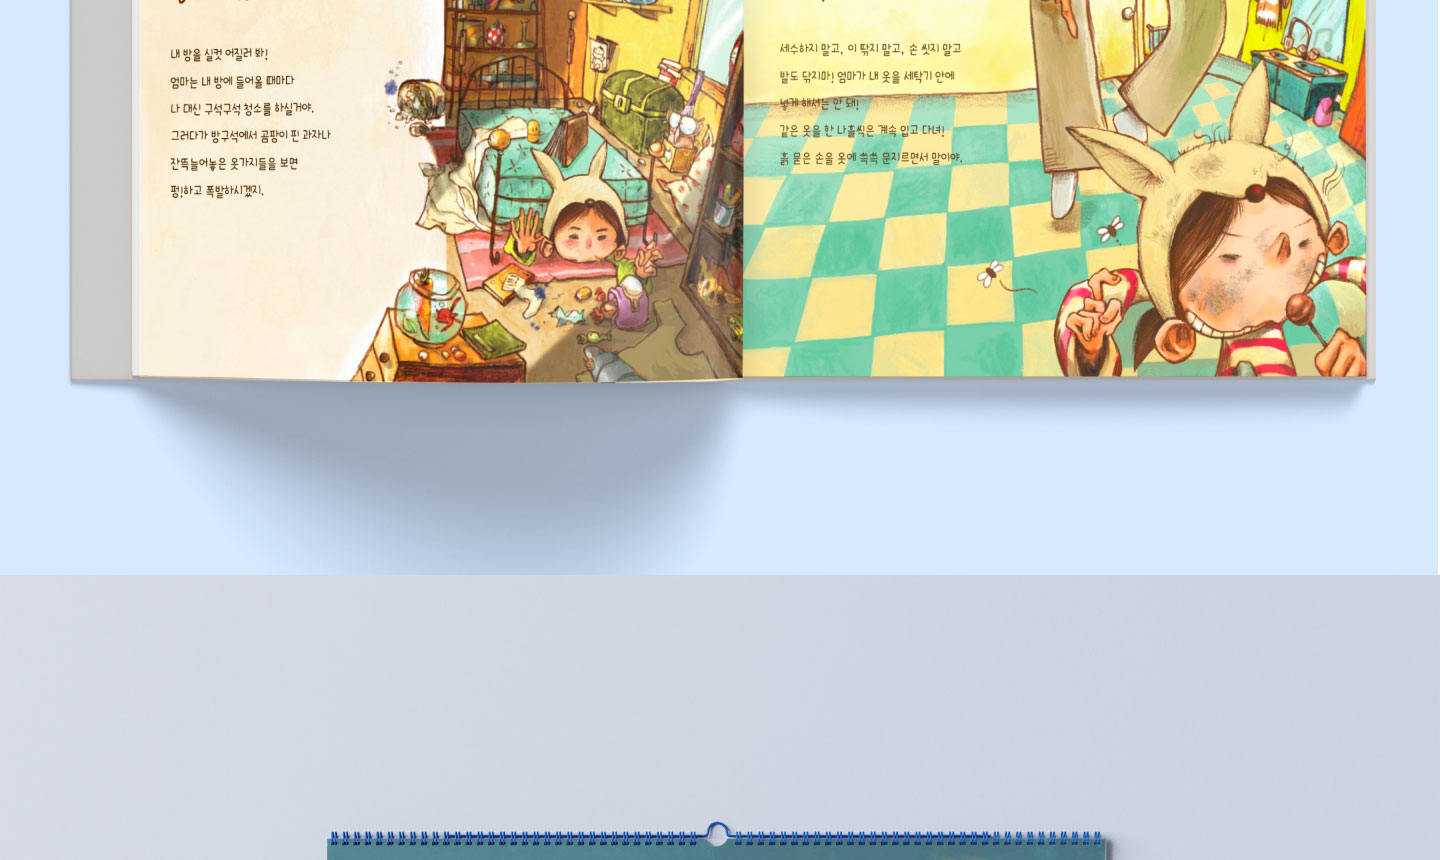 내 방을 실컷 어질러 봐!
엄마는 내 방에 들어올 때마다
나 대신 구석구석 청소를 하실거야.
그러다가 방구석에서 곰팡이 핀 과자나
잔뜩늘어놓은 옷가지들을 보면
펑!하고 폭발하시겠지.
세수하지 말고, 이 닦지 말고, 손 씻지 말고
발도 닦지마! 엄마가 내 옷을 세탁기 안에
넣게 해서는 안 돼!
같은 옷을 한 나흘씩은 계속 입고 다녀!
흙 묻은 손을 옷에 쓱쓱 문지르면서 말이야.